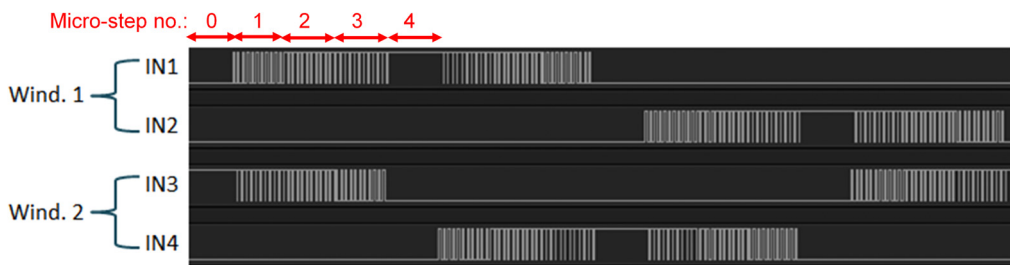 Micro-step no.: 0 1 2 3 4
IN1
Wind. 1
IN2
IN3
Wind. 2
IN4